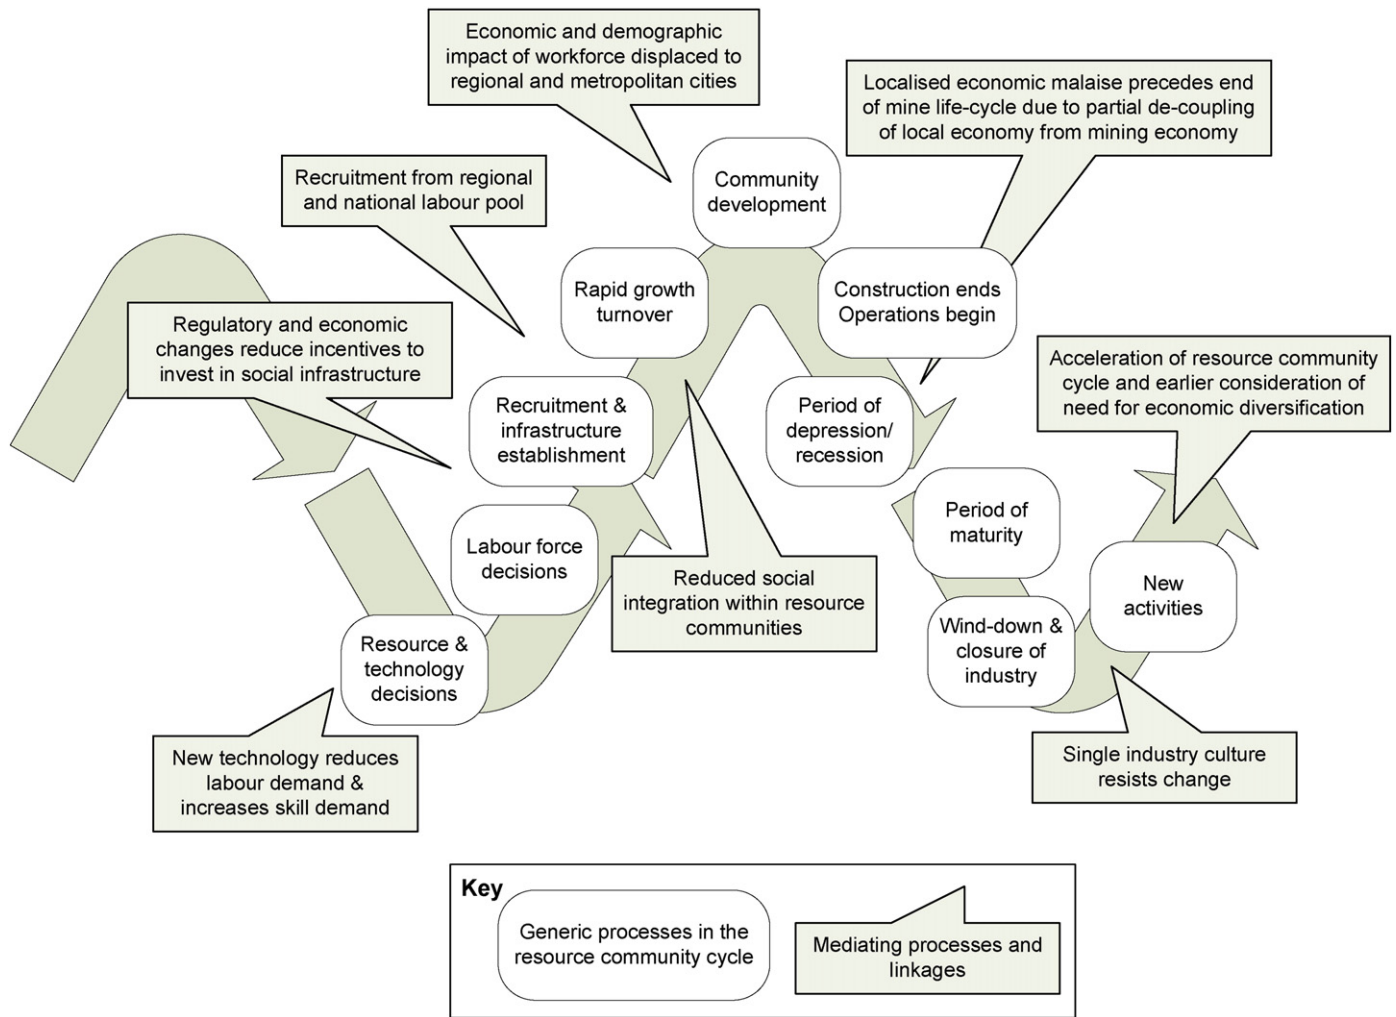 Economic and demographic
impact of workforce displaced to
regional and metropolitan cities
Localised economic malaise precedes end
of mine life-cycle due to partial de-coupling
of local economy from mining economy
Recruitment from regional
and national labour pool
Community
development
Rapid growth
turnover
Construction ends
Operations begin
Regulatory and economic
changes reduce incentives to
invest in social infrastructure
Acceleration of resource community
cycle and earlier consideration of
need for economic diversification
Recruitment &
infrastructure
establishment
Period of
depression/
recession
Period of
maturity
Labour force
decisions
Reduced social
integration within resource
communities
New
activities
Resource &
technology
decisions
Wind-down &
closure of
industry
New technology reduces
labour demand &
increases skill demand
Single industry culture
resists change
Key
Generic processes in the
resource community cycle
Mediating processes and
linkages